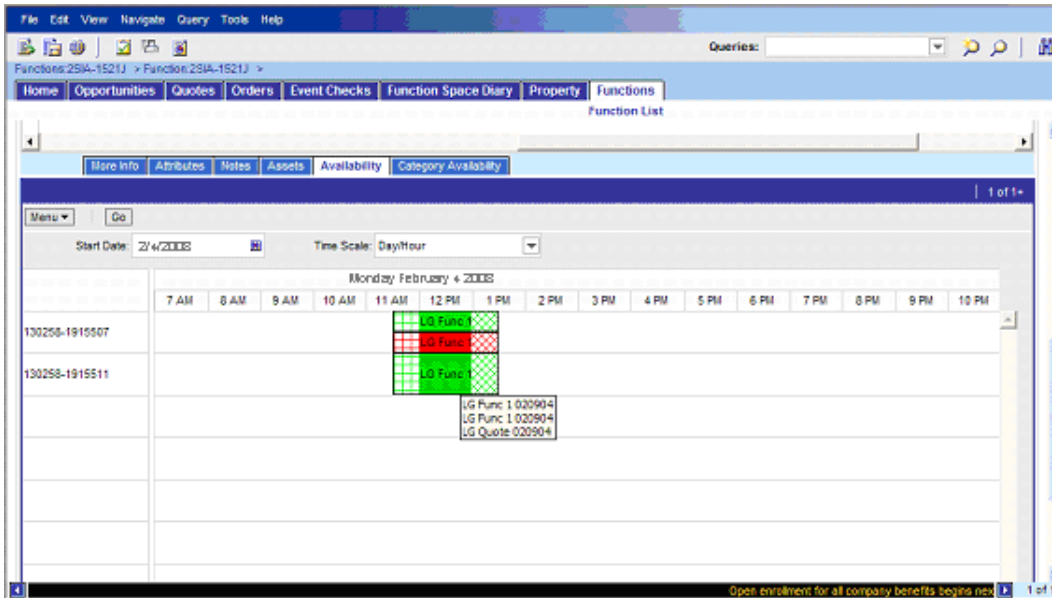 File Edit View Navigate Query Tools Help
Queries:
Functions:2SIA-1521J > Function:2SIA-1521J >
Home Opportunities Quotes Orders Event Checks Function Space Diary Property Functions
Function List
More Info Attributes Notes Assets Availability Category Availability
1 of 1+
Menu Go
Start Date: 2/4/2008 Time Scale: Day/Hour
Monday February 4 2008
7 AM 8 AM 9 AM 10 AM 11 AM 12 PM 1 PM 2 PM 3 PM 4 PM 5 PM 6 PM 7 PM 8 PM 9 PM 10 PM
LG Func 1
130258-1915507
LG Func 1
130258-1915511 LG Func 1
LG Func 1 020904
LG Func 1 020904
LG Quote 020904
Open enrollment for all company benefits begins nex 1 of 1